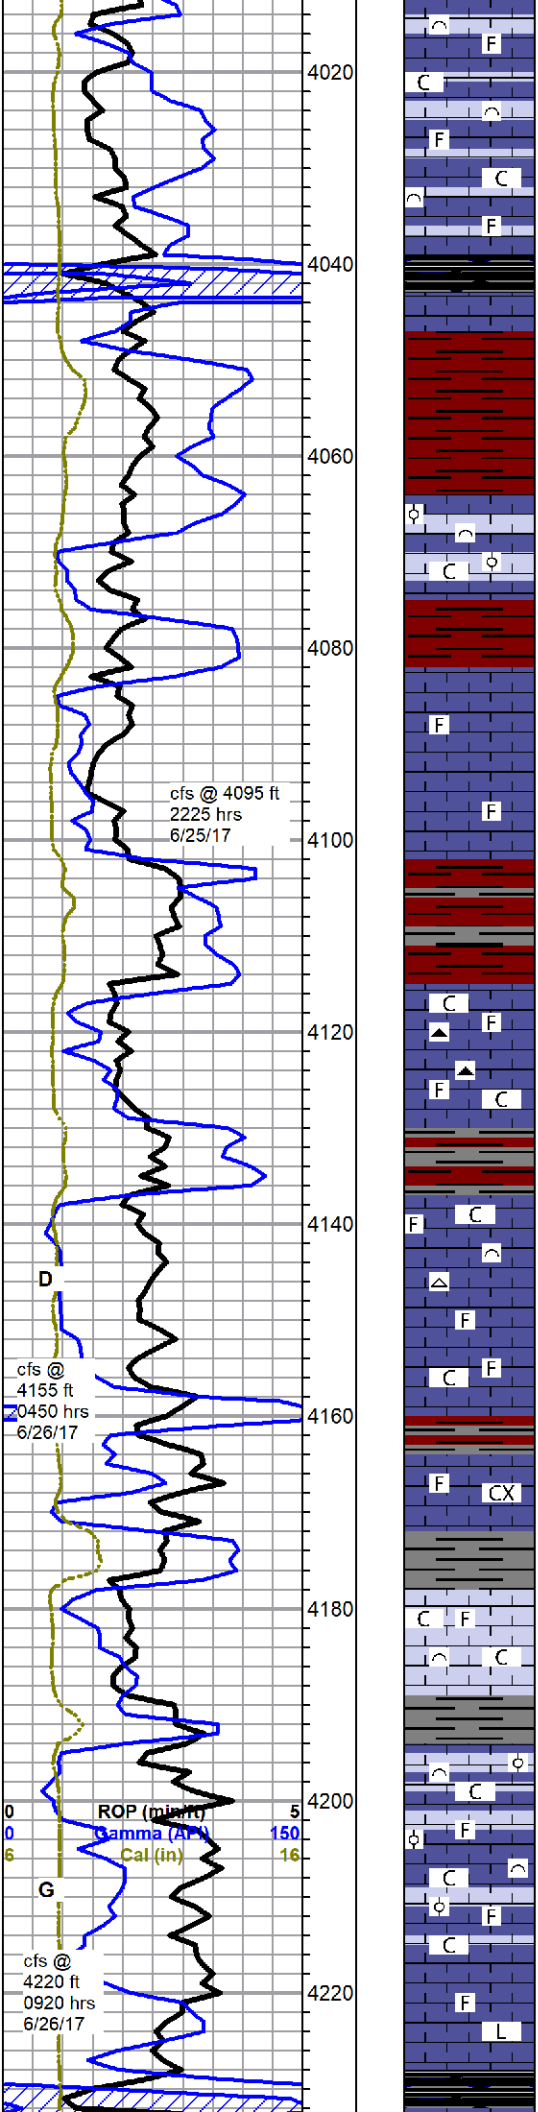 F
4020
C
F
C
F
4040
4060
C
4080
F
cfs @ 4095 ft
2225 hrs
6/25/17
F
4100
C
F
4120
F
C
C
F
4140
D
F
F
C
cfs @
4155 ft
0450 hrs
6/26/17
4160
F
CX
4180
C F
C
C
0 ROP (min/ft) 5
4200
0 Gamma (API) 150
F
6 Cal (in) 16
C
G
F
C
cfs @
4220 ft
0920 hrs
6/26/17
4220
F
L